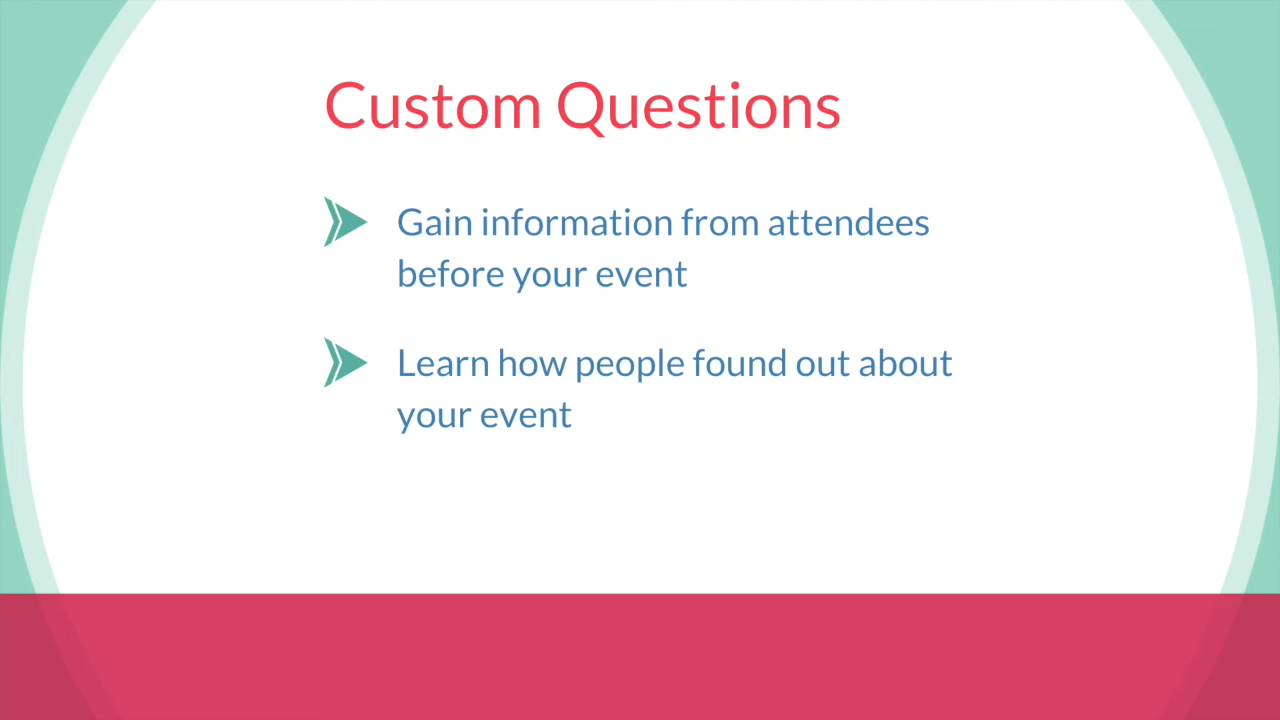 Custom Questions
Gain information from attendees
before your event
Learn how people found out about
your event